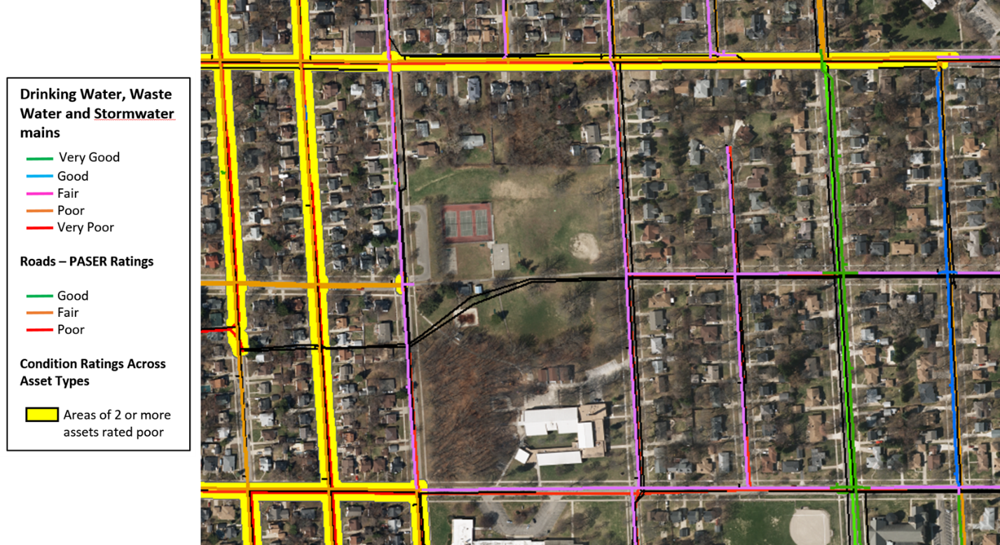 Drinking Water, Waste
Water and Stormwater
mains
Very Good
Good
Fair
Poor
Very Poor
Roads – PASER Ratings
Good
Fair
Poor
Condition Ratings Across
Asset Types
Areas of 2 or more
assets rated poor